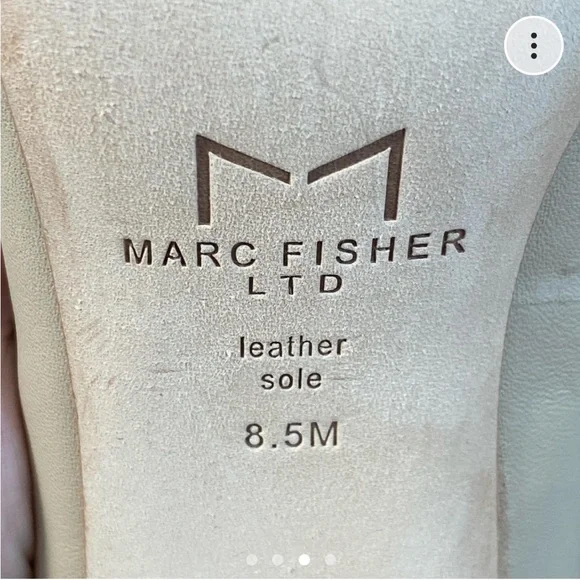 MARC FISHER
LTD
leather
sole
8.5M